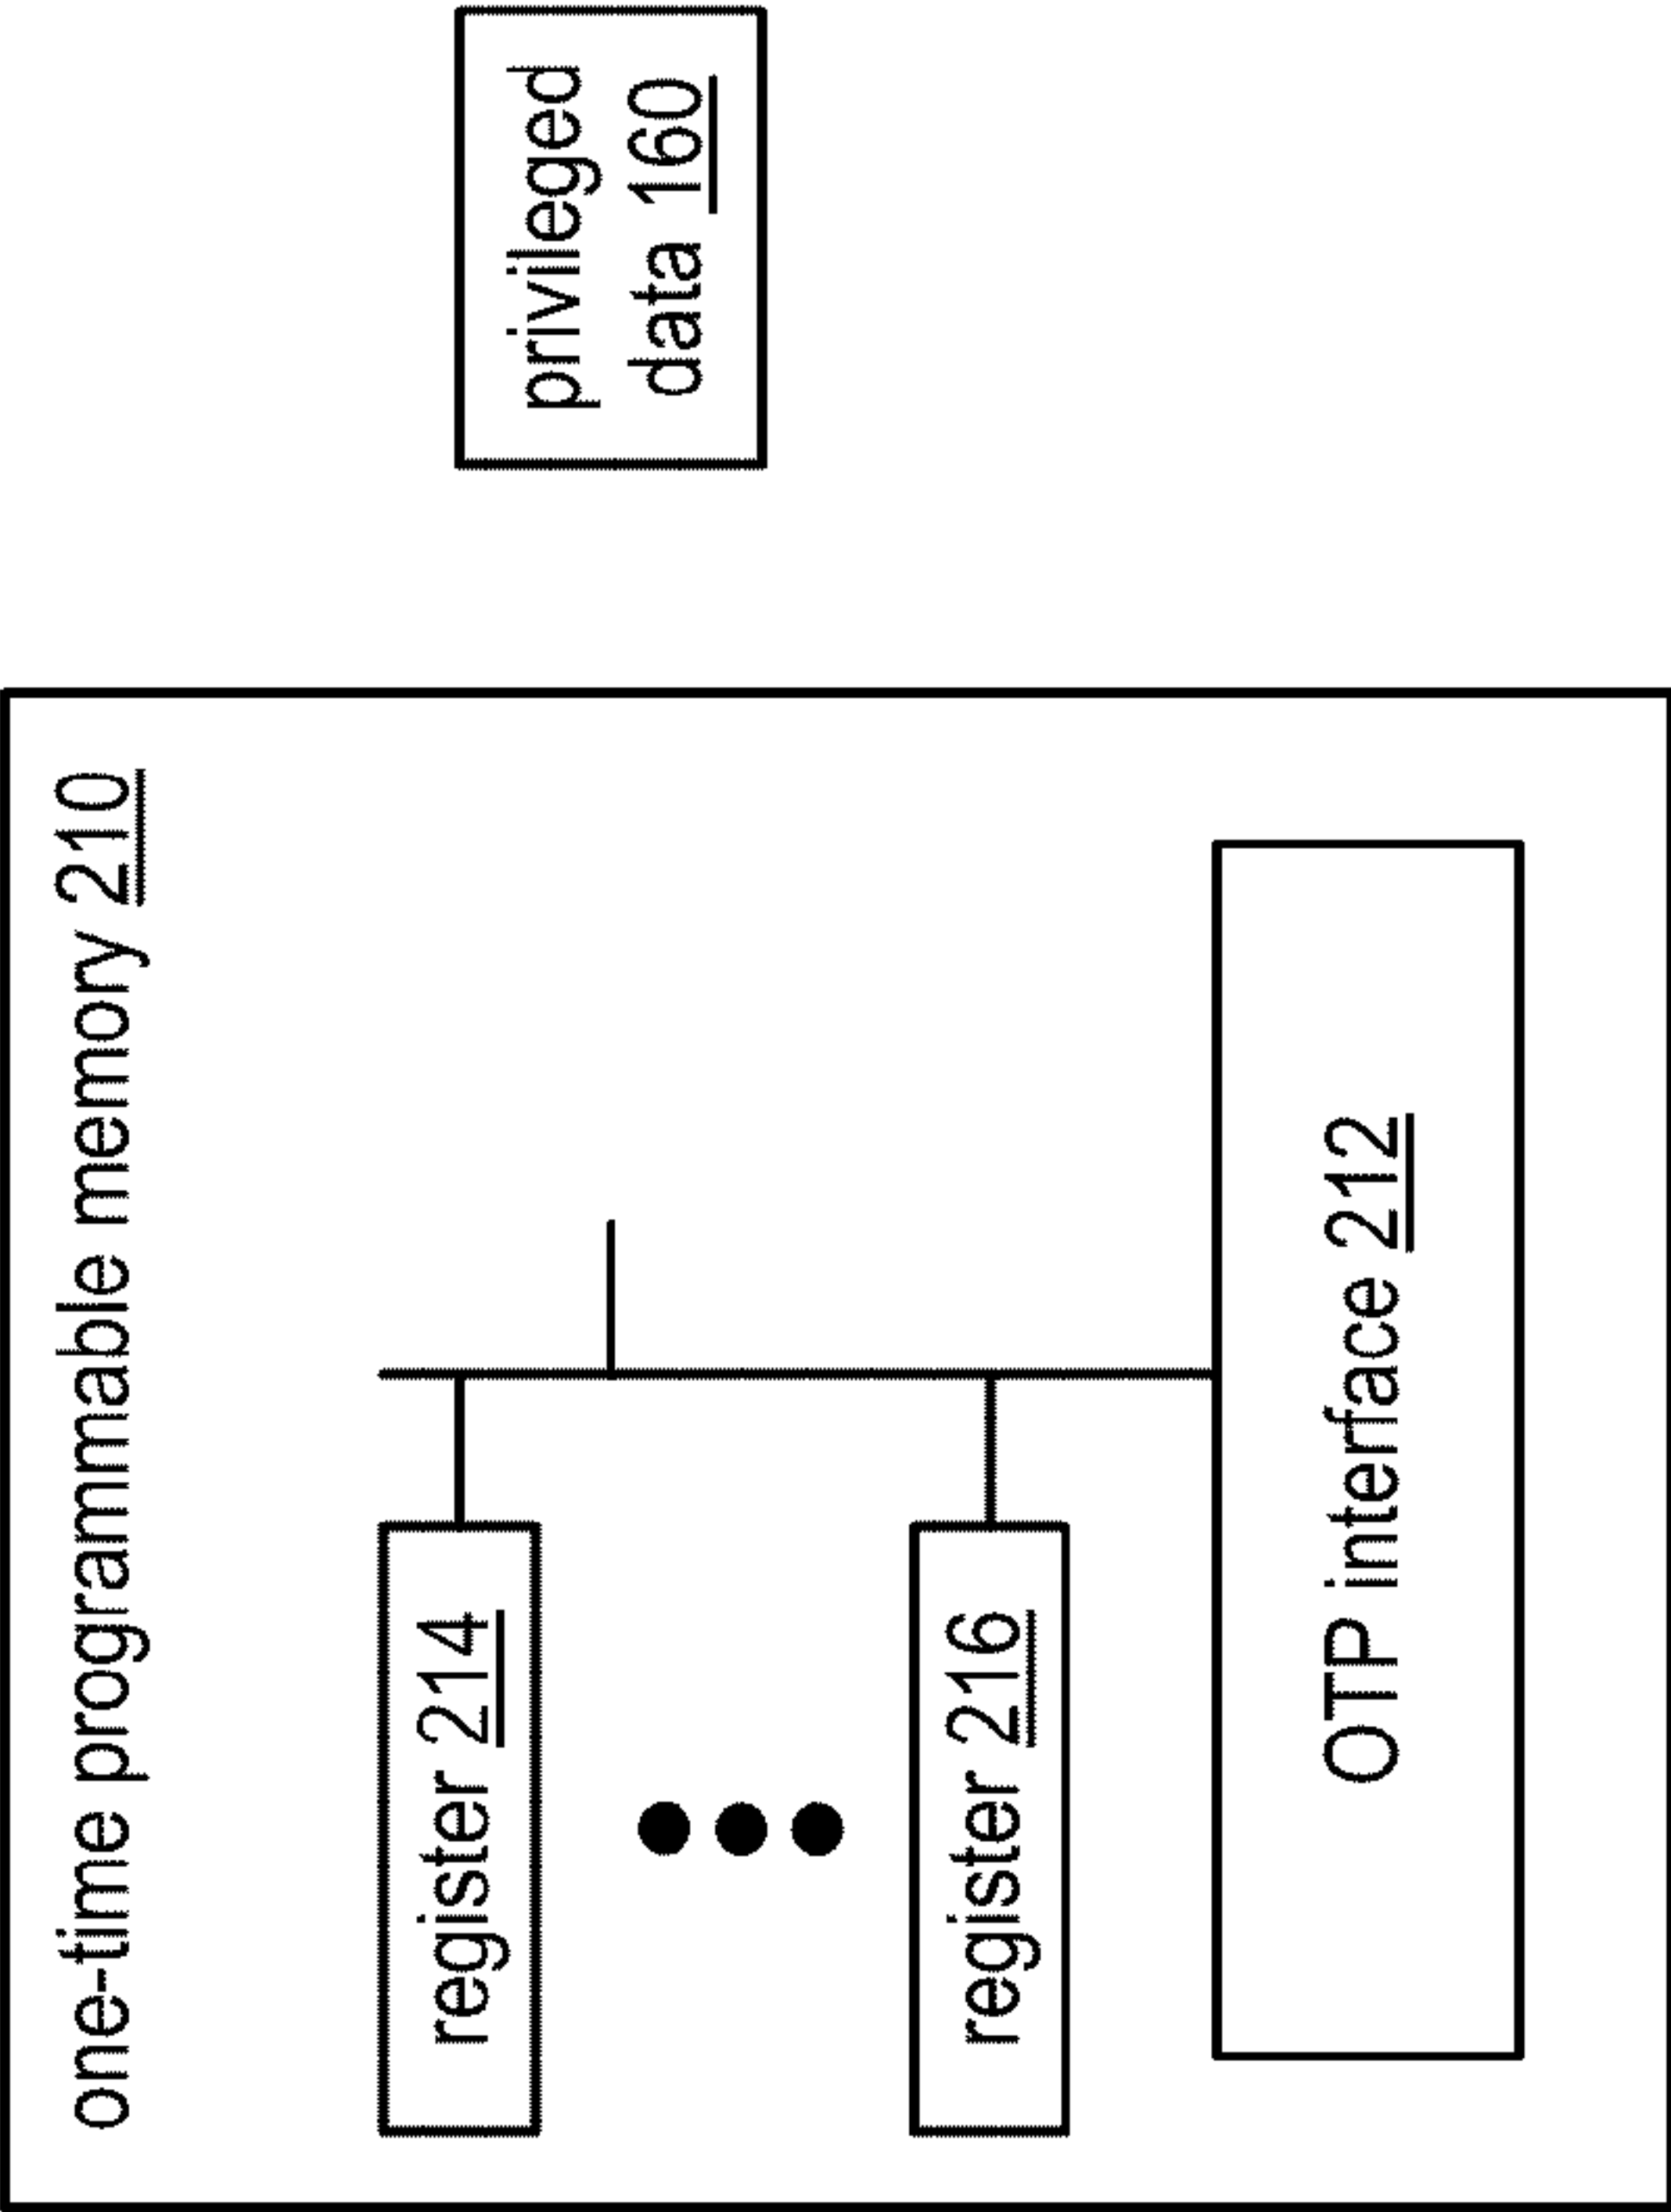 one-time programmable memory 210
register 214
register 216
OTP interface 212
privileged
data 160